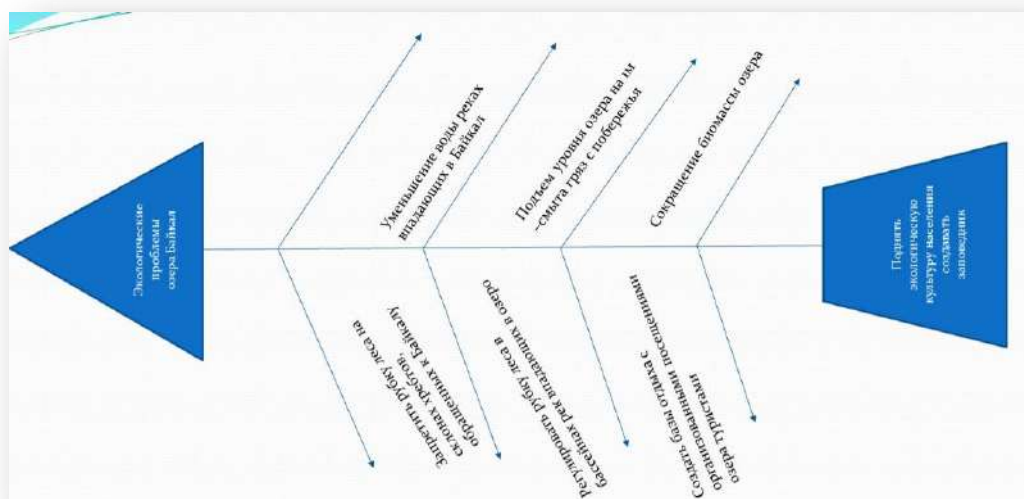 Экологические
проблемы
озера Байкал
Уменьшение воды реках
впадающих в Байкал
Подъем уровня озера на 1м
-смыта гряз с побережья
Сокращение биомассы озера
Запретить рубку леса на
склонах хребтов,
обращенных к Байкалу
Регулировать рубку леса в
бассейнах рек впадающих в озеро
Создать базы отдыха с
организованными посещениями
озера туристами
Поднять
экологическую
культуру населения
создавать
заповедник